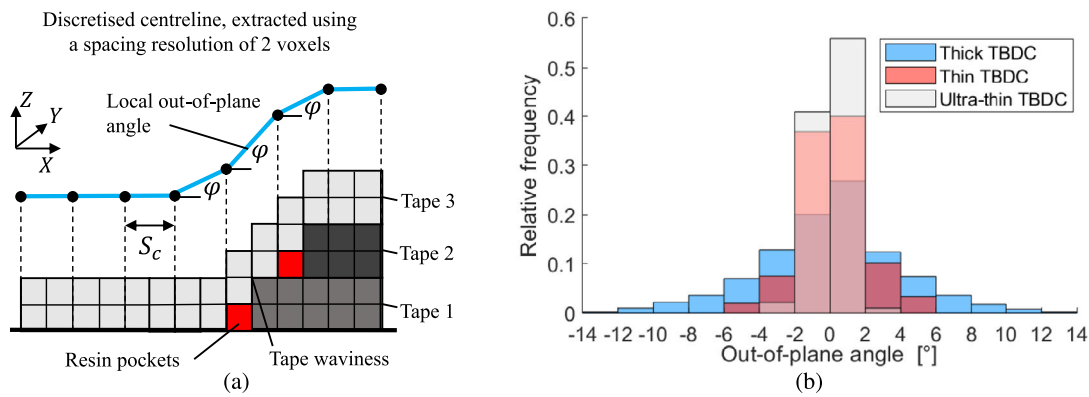 Discretised centreline, extracted using
a spacing resolution of 2 voxels
Z
Y
X
Local out-of-plane
angle
φ
φ
φ
S_c
Tape 3
Tape 2
Tape 1
Resin pockets
Tape waviness
(a)
0.6
0.5
0.4
0.3
0.2
0.1
0
Relative frequency
Thick TBDC
Thin TBDC
Ultra-thin TBDC
-14 -12 -10 -8 -6 -4 -2 0 2 4 6 8 10 12 14
Out-of-plane angle [°]
(b)